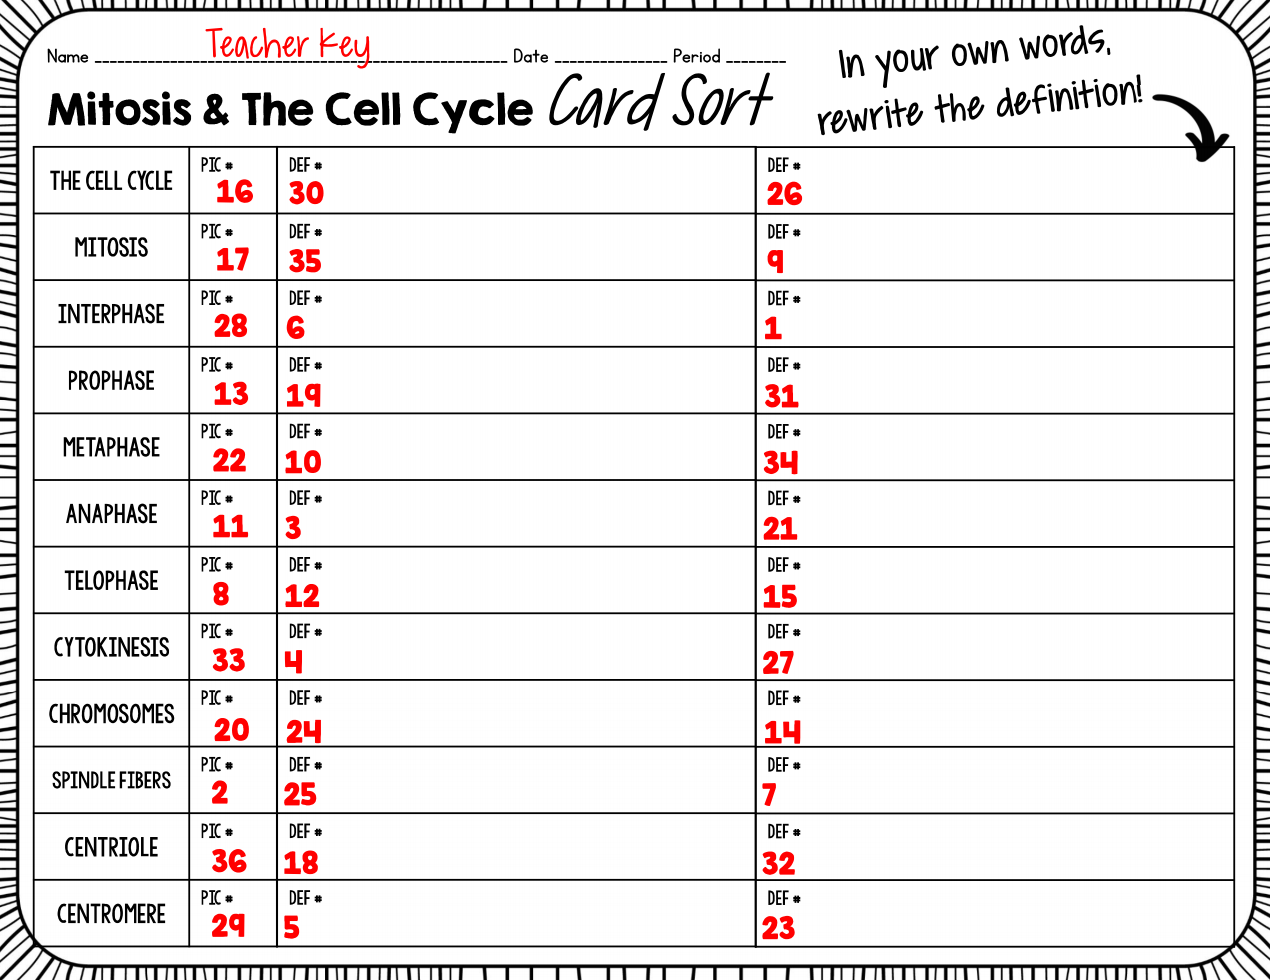 Name Teacher Key Date Period
In your own words,
rewrite the definition!
Mitosis & The Cell Cycle Card Sort
THE CELL CYCLE PIC # 16 DEF # 30 DEF # 26
MITOSIS PIC # 17 DEF # 35 DEF # 9
INTERPHASE PIC # 28 DEF # 6 DEF # 1
PROPHASE PIC # 13 DEF # 19 DEF # 31
METAPHASE PIC # 22 DEF # 10 DEF # 34
ANAPHASE PIC # 11 DEF # 3 DEF # 21
TELOPHASE PIC # 8 DEF # 12 DEF # 15
CYTOKINESIS PIC # 33 DEF # 4 DEF # 27
CHROMOSOMES PIC # 20 DEF # 24 DEF # 14
SPINDLE FIBERS PIC # 2 DEF # 25 DEF # 7
CENTRIOLE PIC # 36 DEF # 18 DEF # 32
CENTROMERE PIC # 29 DEF # 5 DEF # 23